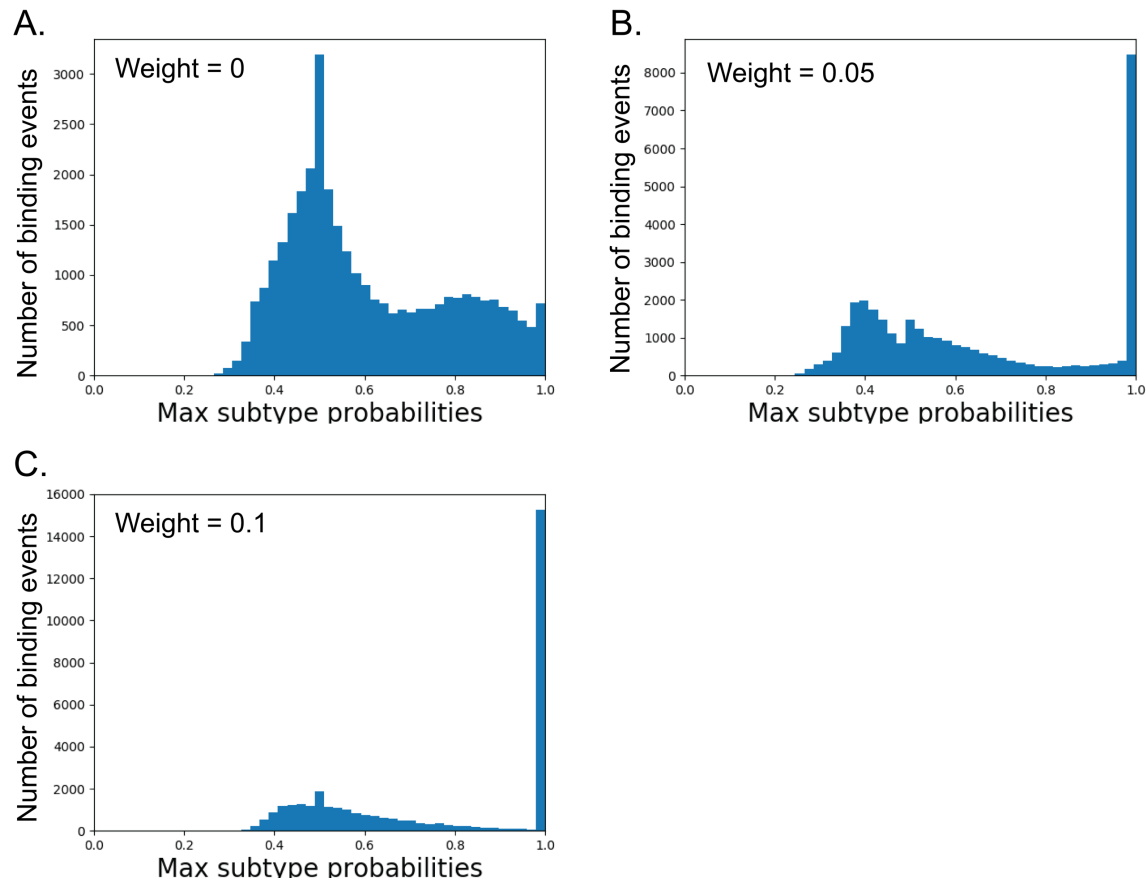 A.
Weight = 0
Number of binding events
3000
2500
2000
1500
1000
500
0
0.0 0.2 0.4 0.6 0.8 1.0
Max subtype probabilities
B.
Weight = 0.05
Number of binding events
8000
7000
6000
5000
4000
3000
2000
1000
0
0.0 0.2 0.4 0.6 0.8 1.0
Max subtype probabilities
C.
Weight = 0.1
Number of binding events
16000
14000
12000
10000
8000
6000
4000
2000
0
0.0 0.2 0.4 0.6 0.8 1.0
Max subtype probabilities